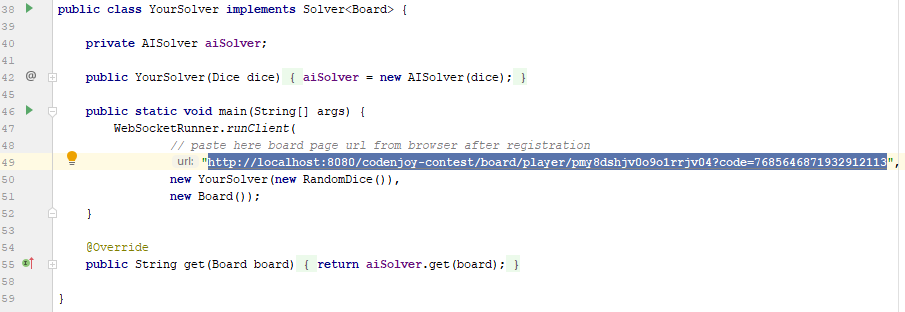 38 public class YourSolver implements Solver<Board> {
39
40 private AISolver aiSolver;
41
42 @ public YourSolver(Dice dice) { aiSolver = new AISolver(dice); }
45
46 public static void main(String[] args) {
47 WebSocketRunner.runClient(
48 // paste here board page url from browser after registration
49 url: "http://localhost:8080/codenjoy-contest/board/player/pmy8dshjv0o9o1rrjv04?code=7685646871932912113",
50 new YourSolver(new RandomDice()),
51 new Board());
52 }
53
54 @Override
55 public String get(Board board) { return aiSolver.get(board); }
58
59 }